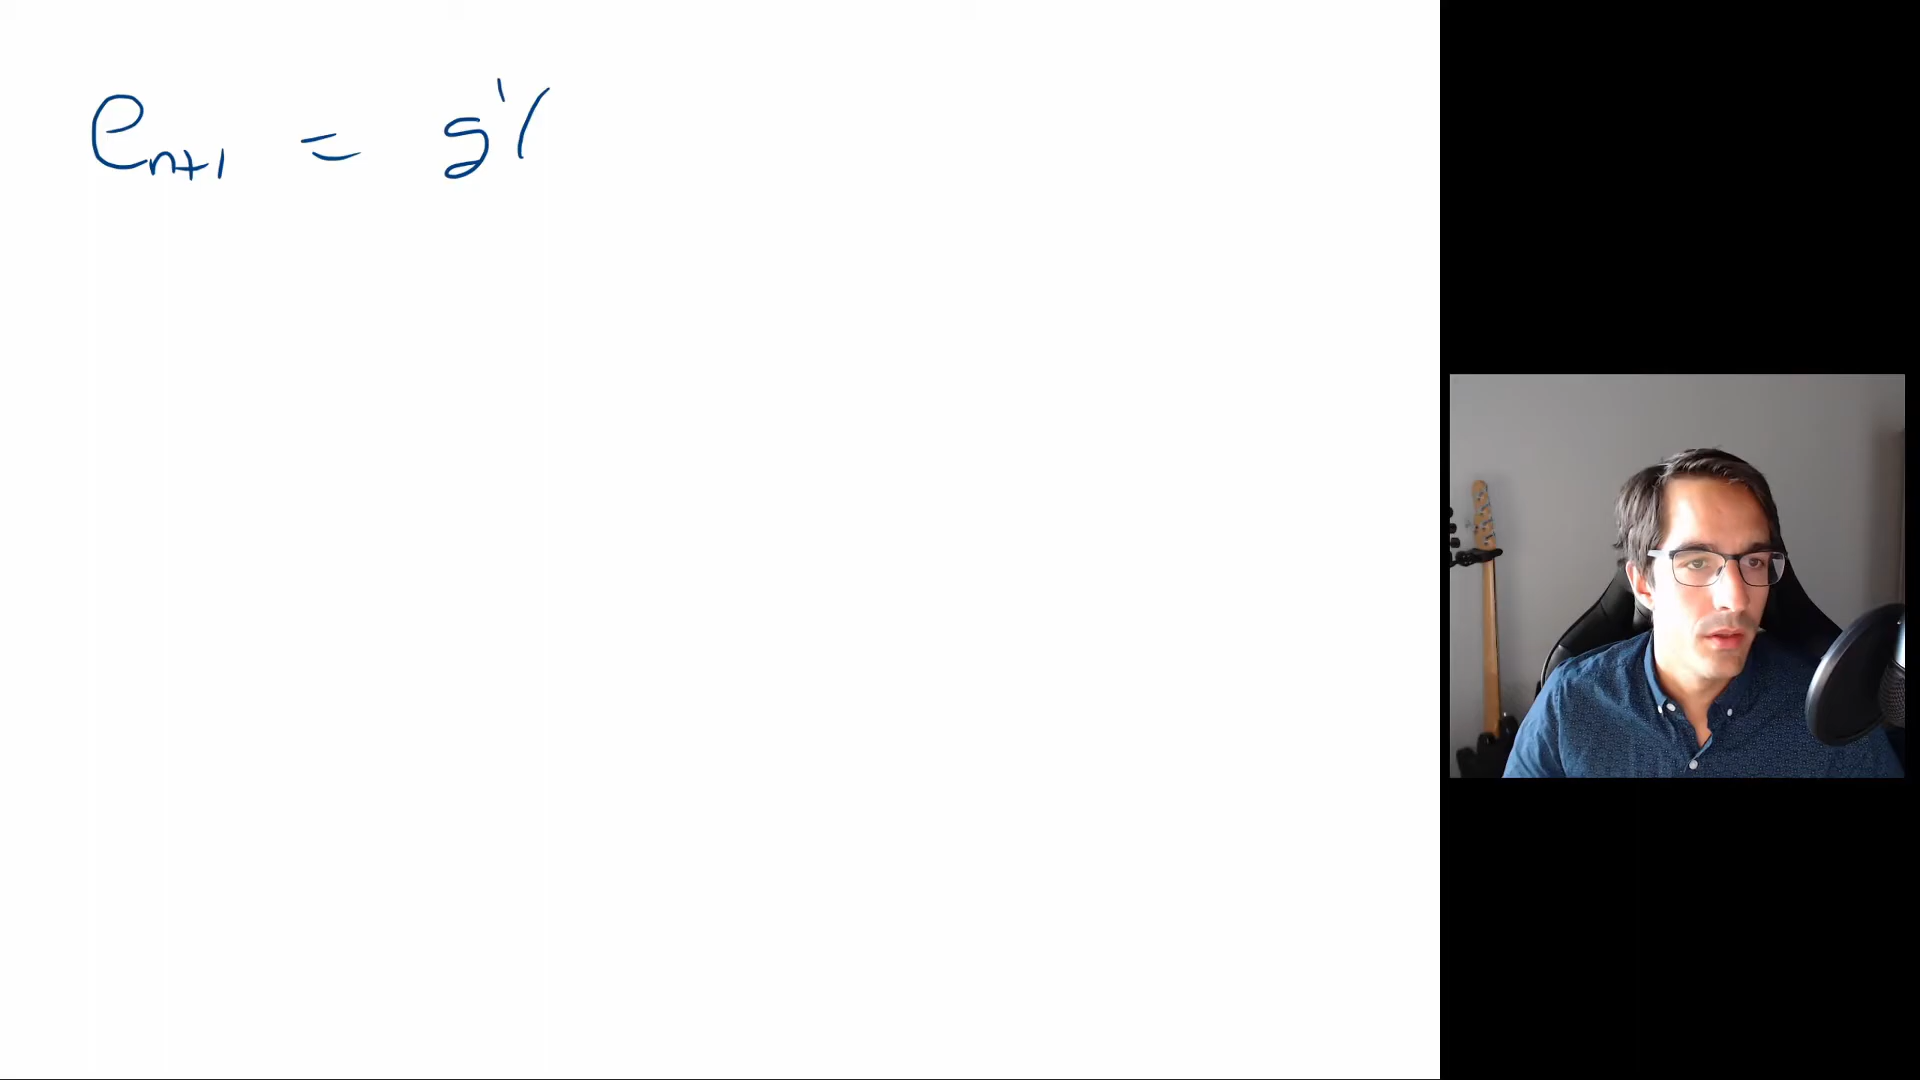 e_{n+1} = g'(